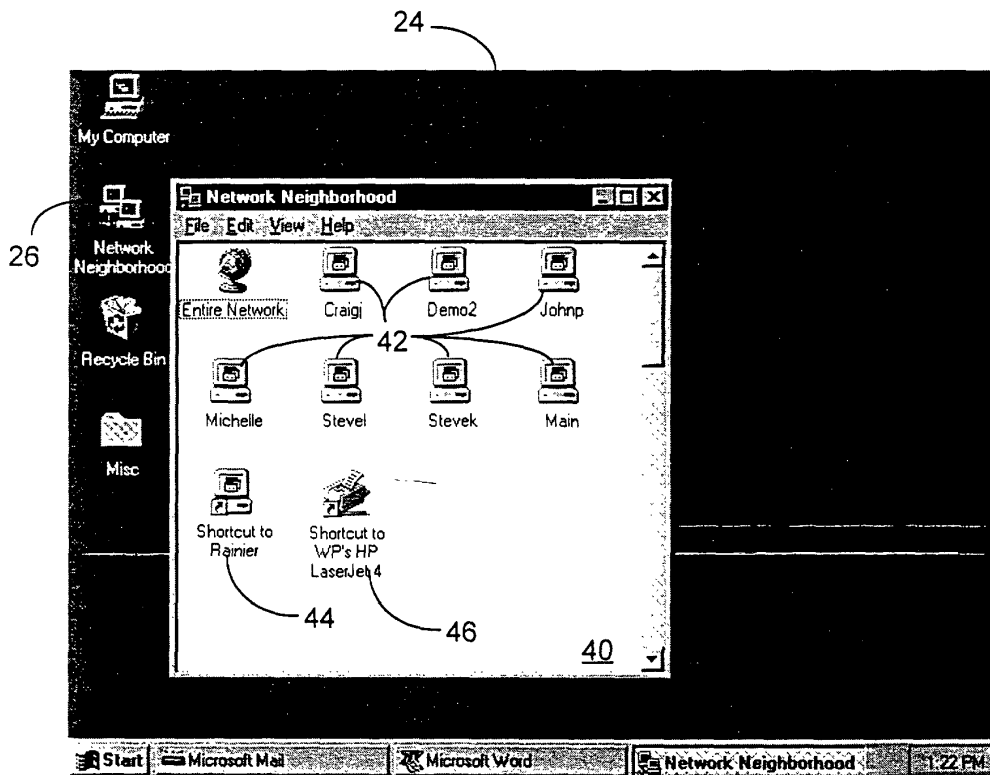 24
My Computer
26
Network
Neighborhood
Recycle Bin
Misc
Network Neighborhood
File Edit View Help
Entire Network Craigj Demo2 Johnp
42
Michelle Stevel Stevek Main
Shortcut to
Rainier
Shortcut to
WP's HP
LaserJet 4
44
46
40
Start Microsoft Mail Microsoft Word Network Neighborhood 1:22 PM